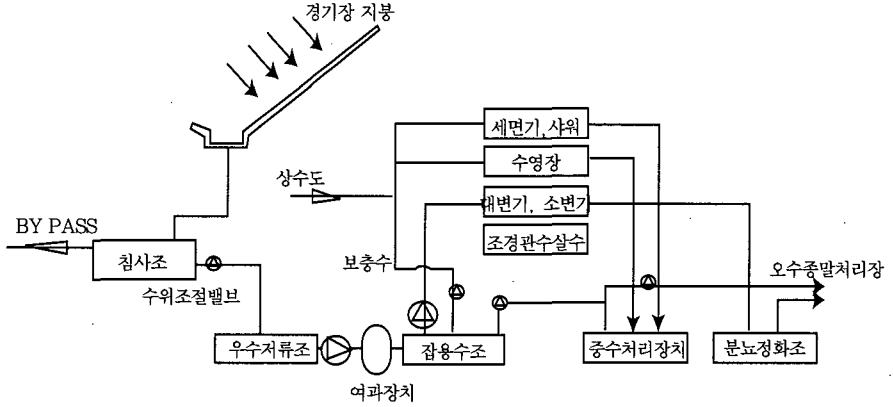 경기장 지붕
세면기, 샤워
수영장
상수도
대변기, 소변기
BY PASS
조경관수살수
침사조
보충수
오수종말처리장
수위조절밸브
우수저류조
잡용수조
중수처리장치
분뇨정화조
여과장치